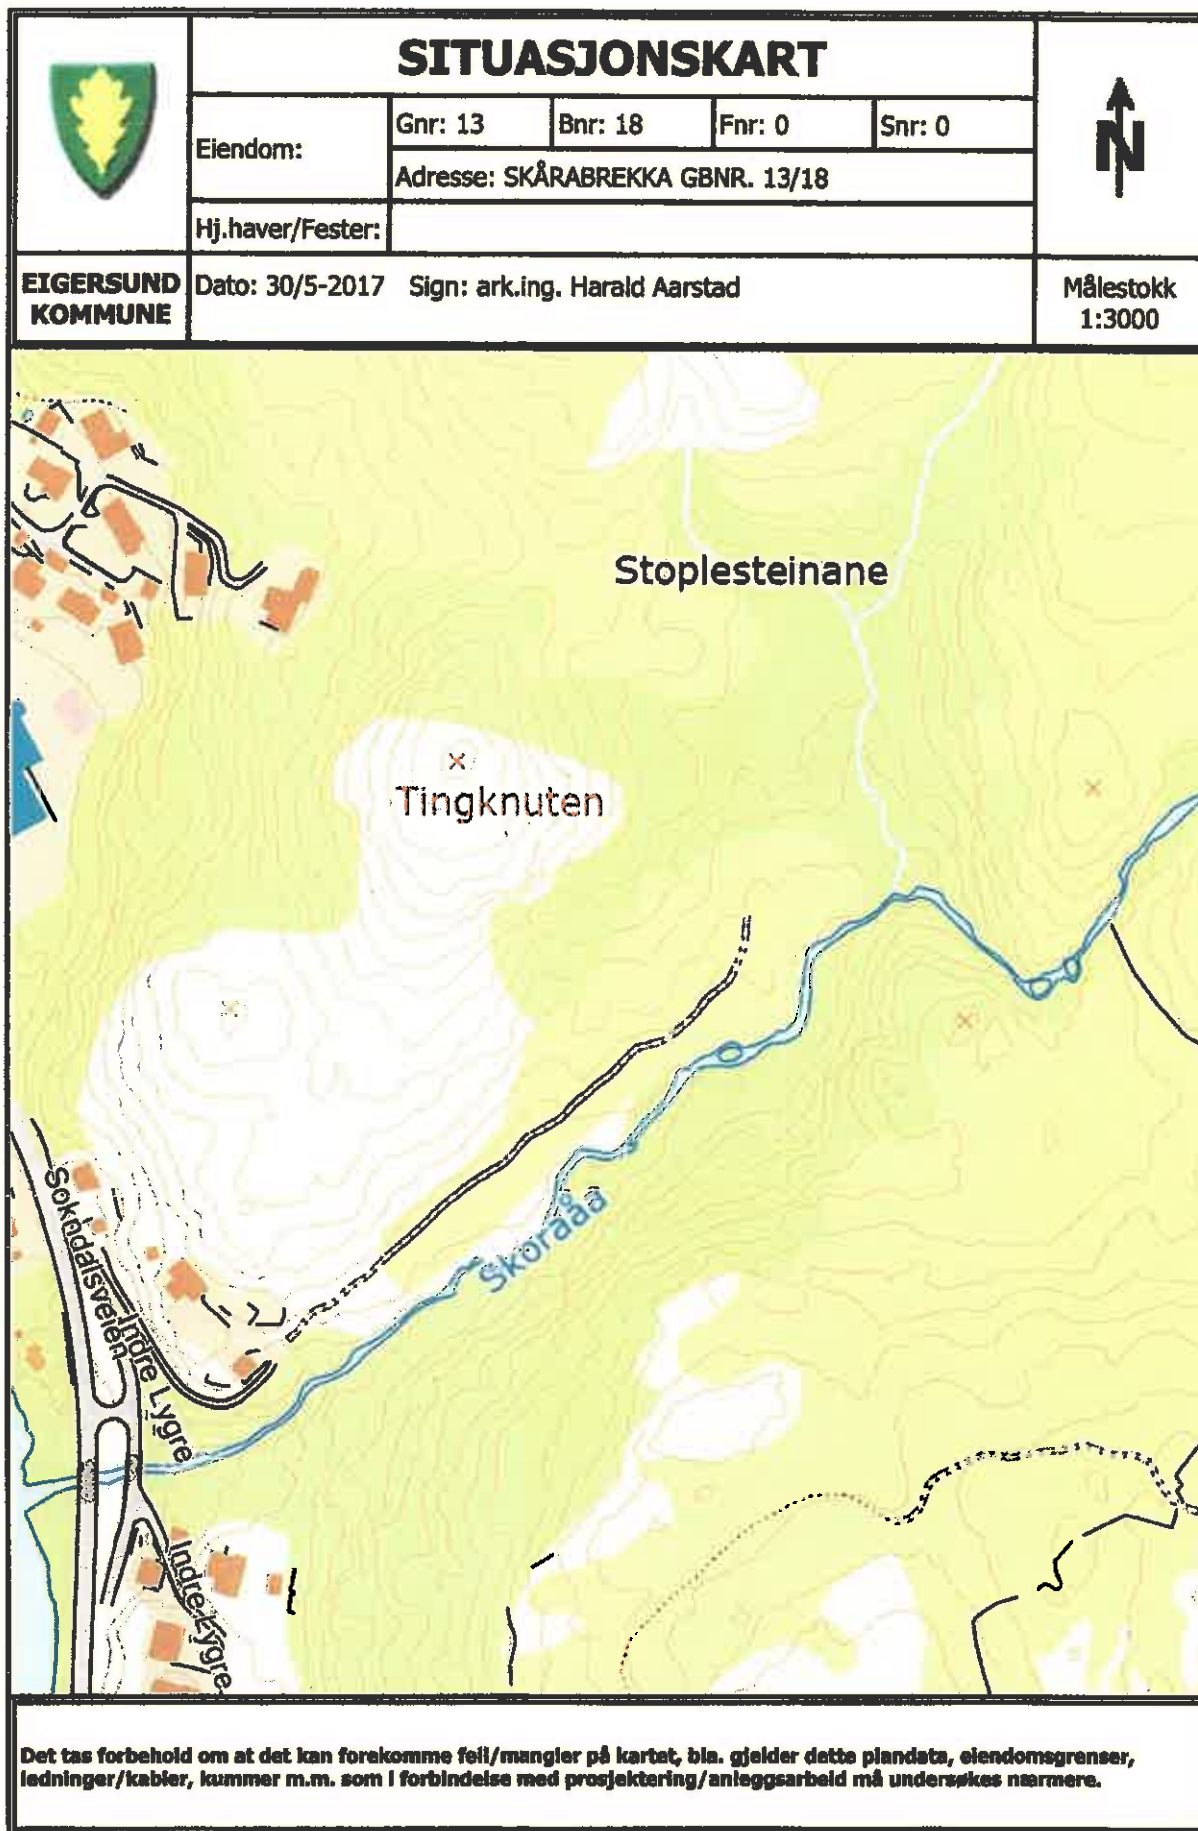 SITUASJONSKART
Eiendom:
Gnr: 13
Bnr: 18
Fnr: 0
Snr: 0
Adresse: SKÅRABREKKA GBNR. 13/18
Hj.haver/Fester:
N
EIGERSUND
KOMMUNE
Dato: 30/5-2017 Sign: ark.ing. Harald Aarstad
Målestokk
1:3000
Stoplesteinane
Tingknuten
Skoraåa
Sokndalsveien
Indre Lygre
Indre Lygre
Det tas forbehold om at det kan forekomme feil/mangler på kartet, bla. gjelder dette plandata, eiendomsgrenser,
ledninger/kabler, kummer m.m. som i forbindelse med prosjektering/anleggsarbeid må undersøkes nærmere.